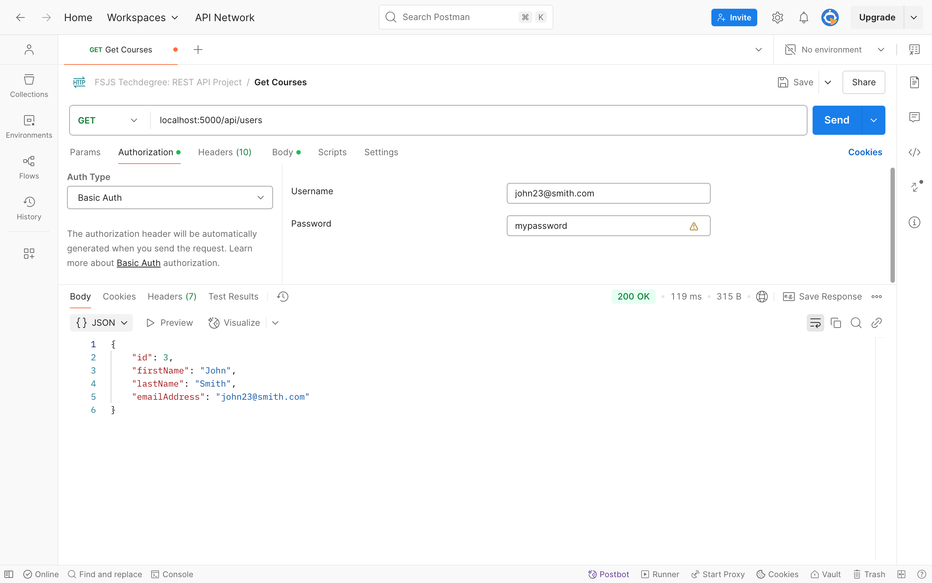 Home Workspaces API Network Search Postman ⌘ K Invite Upgrade
GET Get Courses No environment
FSJS Techdegree: REST API Project / Get Courses Save Share
GET localhost:5000/api/users Send
Params Authorization Headers (10) Body Scripts Settings Cookies
Collections
Environments
Flows
History
Auth Type
Basic Auth
The authorization header will be automatically
generated when you send the request. Learn
more about Basic Auth authorization.
Username john23@smith.com
Password mypassword
Body Cookies Headers (7) Test Results 200 OK 119 ms 315 B Save Response
{} JSON Preview Visualize
1 {
2 "id": 3,
3 "firstName": "John",
4 "lastName": "Smith",
5 "emailAddress": "john23@smith.com"
6 }
Online Find and replace Console Postbot Runner Start Proxy Cookies Vault Trash